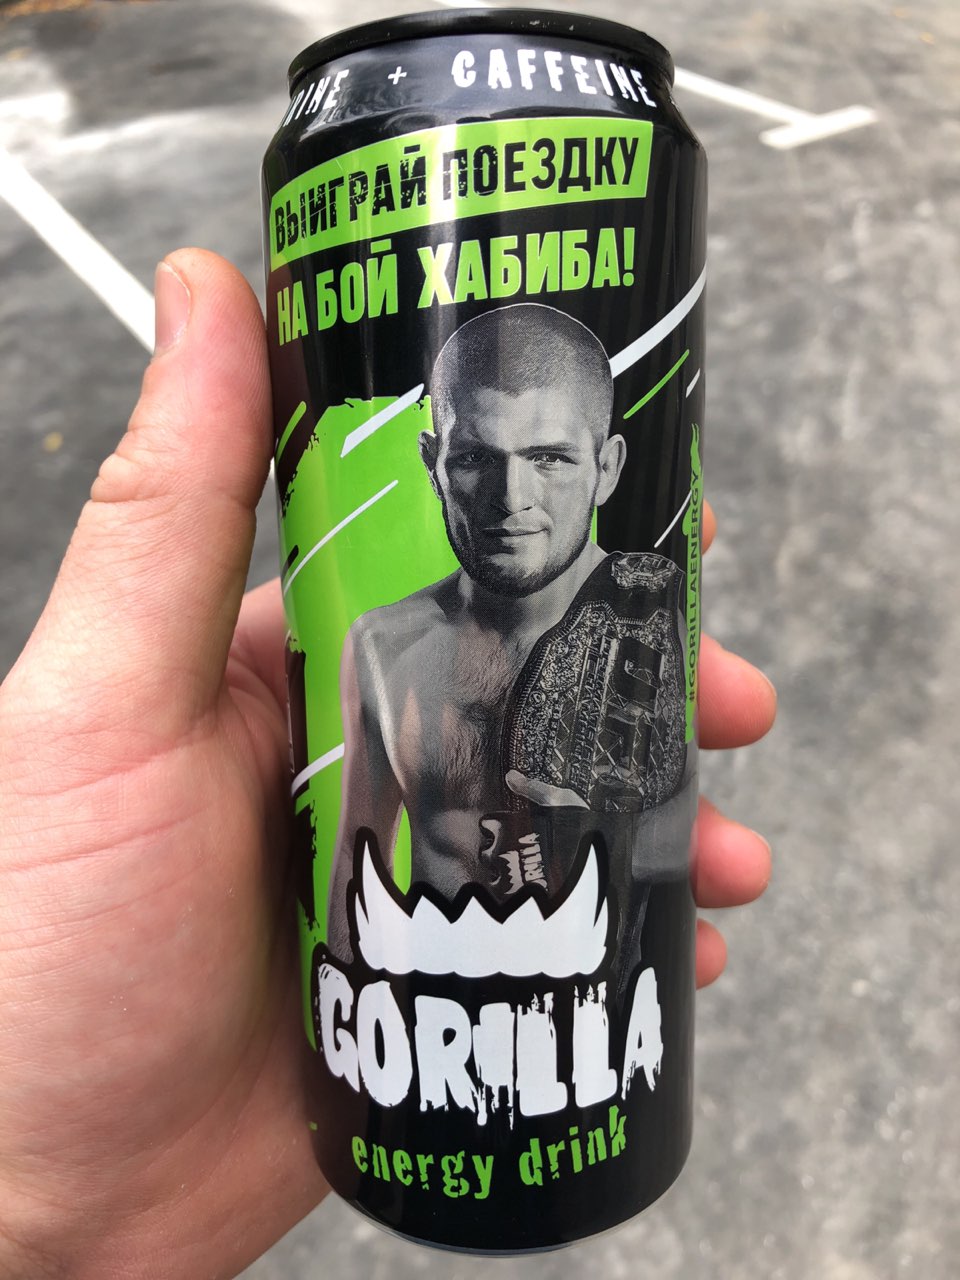 + CAFFEINE
ВЫИГРАЙ ПОЕЗДКУ
НА БОЙ ХАБИБА!
#GORILLAENERGY
GORILLA
energy drink